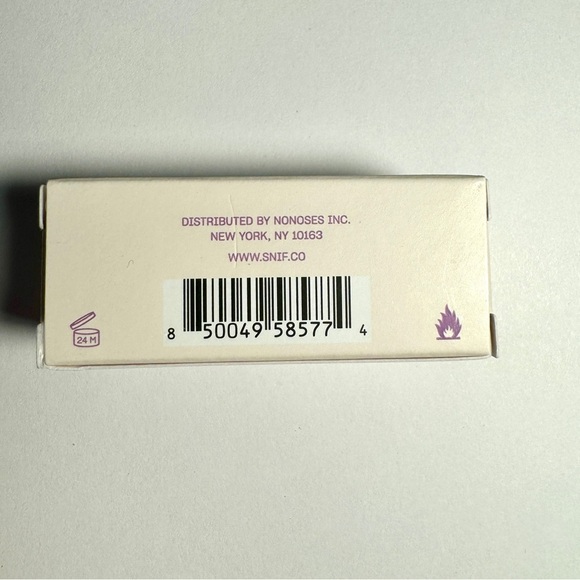 DISTRIBUTED BY NONOSES INC.
NEW YORK, NY 10163
WWW.SNIF.CO
8 50049 58577 4
24 M